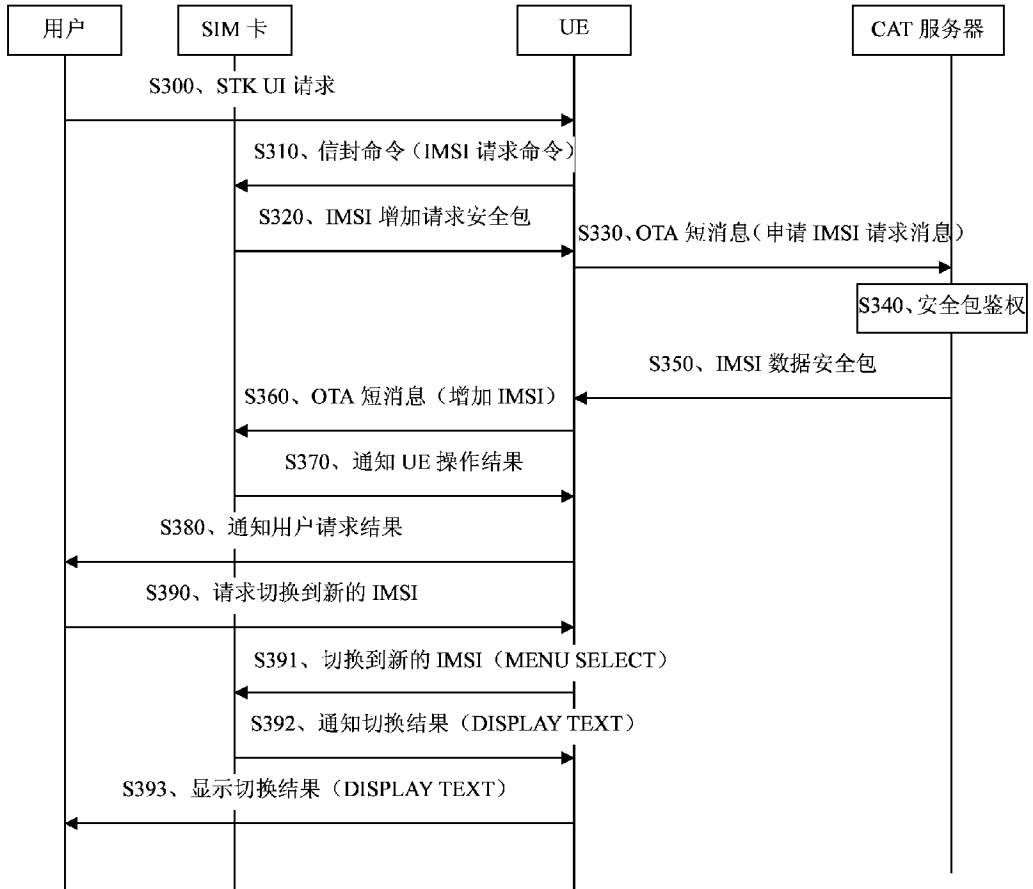 用户
SIM 卡
UE
CAT 服务器
S300、STK UI 请求
S310、信封命令（IMSI 请求命令）
S320、IMSI 增加请求安全包
S330、OTA 短消息（申请 IMSI 请求消息）
S340、安全包鉴权
S350、IMSI 数据安全包
S360、OTA 短消息（增加 IMSI）
S370、通知 UE 操作结果
S380、通知用户请求结果
S390、请求切换到新的 IMSI
S391、切换到新的 IMSI（MENU SELECT）
S392、通知切换结果（DISPLAY TEXT）
S393、显示切换结果（DISPLAY TEXT）